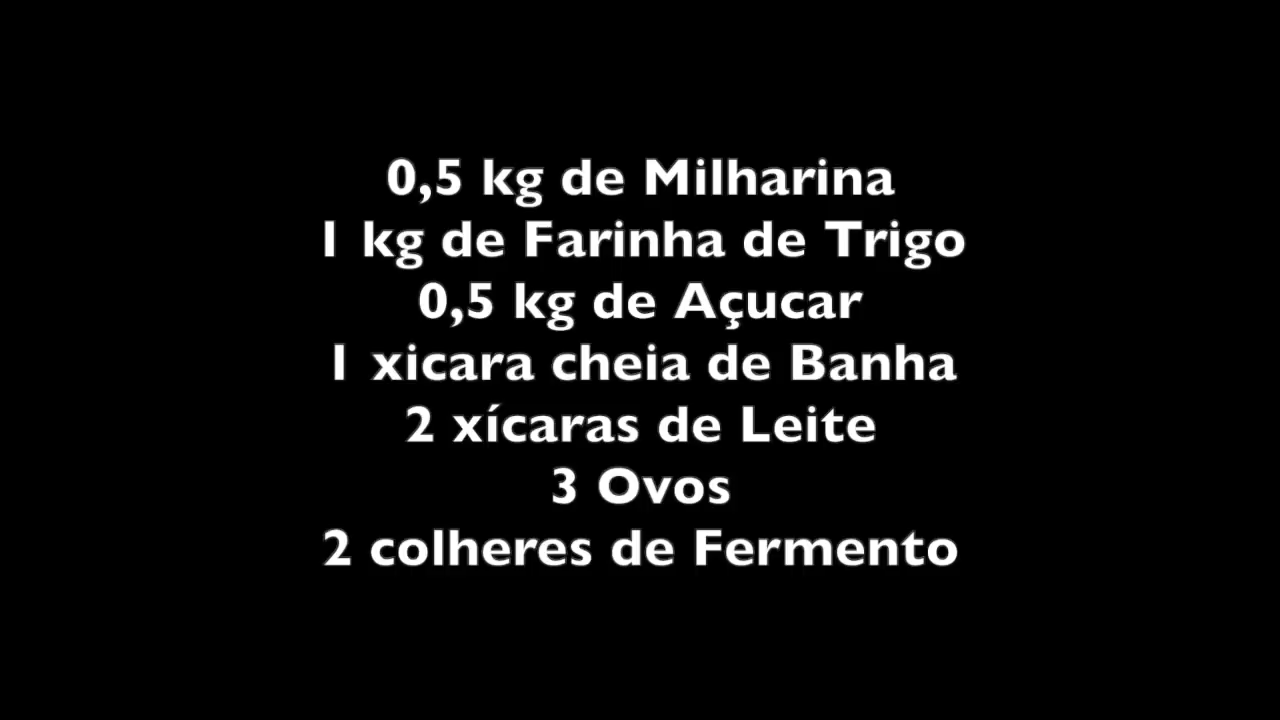 0,5 kg de Milharina
1 kg de Farinha de Trigo
0,5 kg de Açucar
1 xicara cheia de Banha
2 xícaras de Leite
3 Ovos
2 colheres de Fermento